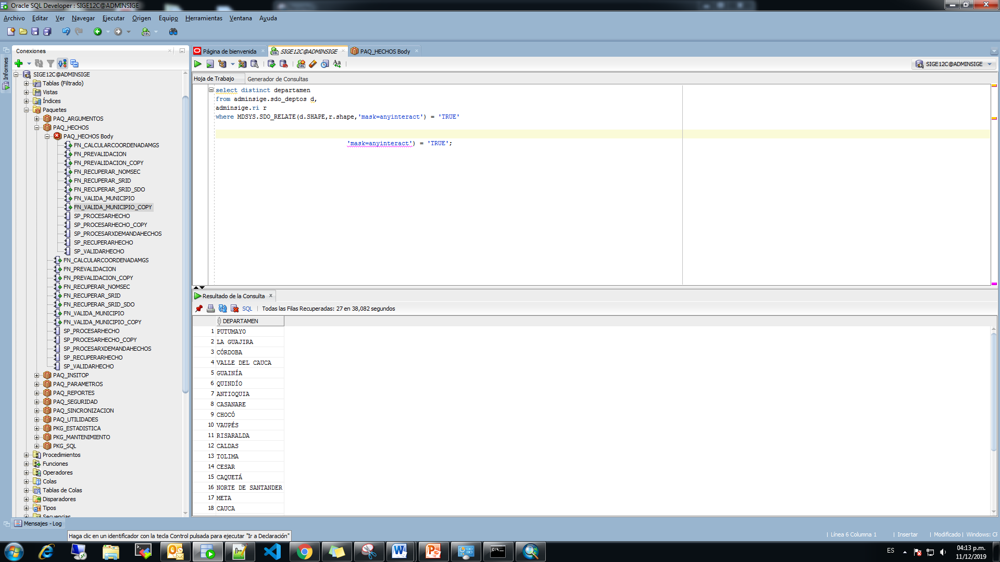 Oracle SQL Developer : SIGE12C@ADMINSIGE
Archivo Editar Ver Navegar Ejecutar Origen Equipo Herramientas Ventana Ayuda
Informes
Conexiones
SIGE12C@ADMINSIGE
Tablas (Filtrado)
Vistas
Índices
Paquetes
PAQ_ARGUMENTOS
PAQ_HECHOS
PAQ_HECHOS Body
FN_CALCULARCOORDENADAMGS
FN_PREVALIDACION
FN_PREVALIDACION_COPY
FN_RECUPERAR_NOMSEC
FN_RECUPERAR_SRID
FN_RECUPERAR_SRID_SDO
FN_VALIDA_MUNICIPIO
FN_VALIDA_MUNICIPIO_COPY
SP_PROCESARHECHO
SP_PROCESARHECHO_COPY
SP_PROCESARXDEMANDAHECHOS
SP_RECUPERARHECHO
SP_VALIDARHECHO
FN_CALCULARCOORDENADAMGS
FN_PREVALIDACION
FN_PREVALIDACION_COPY
FN_RECUPERAR_NOMSEC
FN_RECUPERAR_SRID
FN_RECUPERAR_SRID_SDO
FN_VALIDA_MUNICIPIO
FN_VALIDA_MUNICIPIO_COPY
SP_PROCESARHECHO
SP_PROCESARHECHO_COPY
SP_PROCESARXDEMANDAHECHOS
SP_RECUPERARHECHO
SP_VALIDARHECHO
PAQ_INSITOP
PAQ_PARAMETROS
PAQ_REPORTES
PAQ_SEGURIDAD
PAQ_SINCRONIZACION
PAQ_UTILIDADES
PKG_ESTADISTICA
PKG_MANTENIMIENTO
PKG_SQL
Procedimientos
Funciones
Operadores
Colas
Tablas de Colas
Disparadores
Tipos
Secuencias
Página de bienvenida
SIGE12C@ADMINSIGE
PAQ_HECHOS Body
SIGE12C@ADMINSIGE
Hoja de Trabajo
Generador de Consultas
select distinct departamen
from adminsige.sdo_deptos d,
adminsige.ri r
where MDSYS.SDO_RELATE(d.SHAPE,r.shape,'mask=anyinteract') = 'TRUE'
'mask=anyinteract') = 'TRUE';
Resultado de la Consulta
SQL
Todas las Filas Recuperadas: 27 en 38,082 segundos
DEPARTAMEN
1 PUTUMAYO
2 LA GUAJIRA
3 CÓRDOBA
4 VALLE DEL CAUCA
5 GUAINÍA
6 QUINDÍO
7 ANTIOQUIA
8 CASANARE
9 CHOCÓ
10 VAUPÉS
11 RISARALDA
12 CALDAS
13 TOLIMA
14 CESAR
15 CAQUETÁ
16 NORTE DE SANTANDER
17 META
18 CAUCA
Mensajes - Log
Haga clic en un identificador con la tecla Control pulsada para ejecutar "Ir a Declaración"
Línea 6 Columna 1
Insertar
Modificado
Windows: CF
ES
04:13 p.m.
11/12/2019